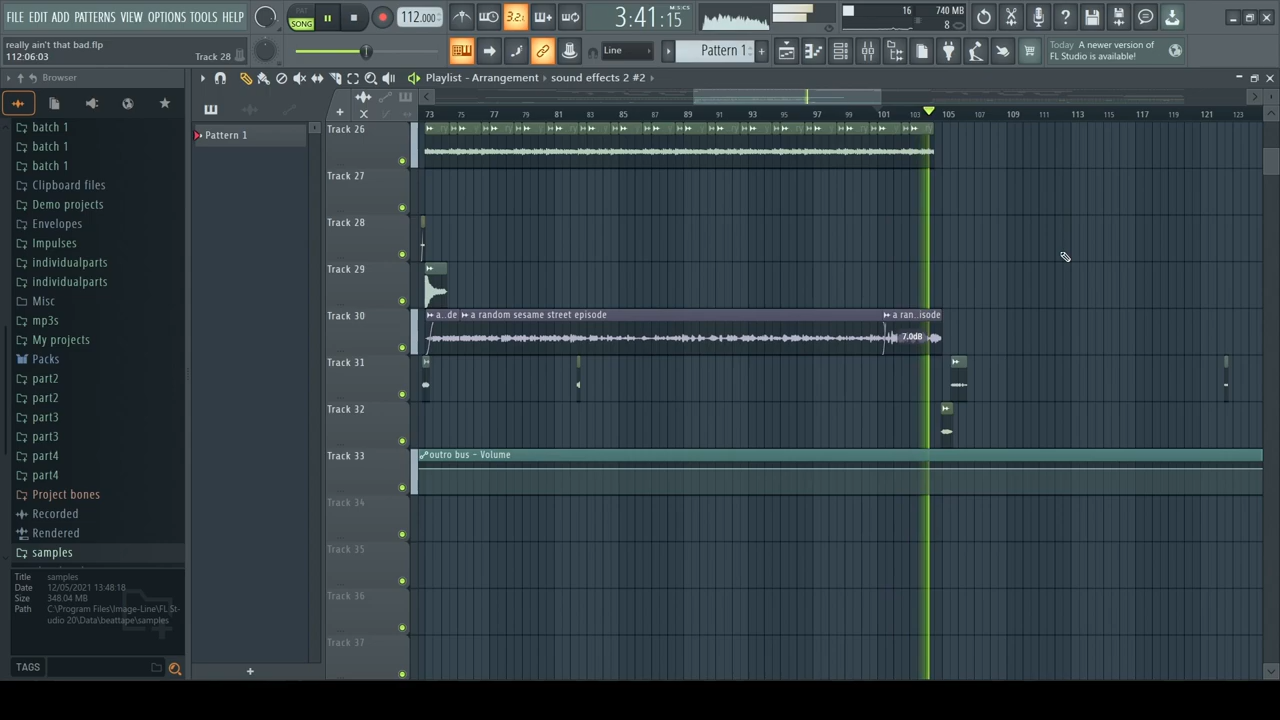 FILE EDIT ADD PATTERNS VIEW OPTIONS TOOLS HELP
PAT
SONG
112.000
3.2
3:41:15
M:S:CS
16
740 MB
8
really ain't that bad.flp
112:06:03
Track 28
Line
Pattern 1
+
Today A newer version of
FL Studio is available!
Browser
Playlist - Arrangement
sound effects 2 #2
batch 1
batch 1
batch 1
Clipboard files
Demo projects
Envelopes
Impulses
individualparts
individualparts
Misc
mp3s
My projects
Packs
part2
part2
part3
part3
part4
part4
Project bones
Recorded
Rendered
samples
Title samples
Date 12/05/2021 13:48:18
Size 348.04 MB
Path C:\Program Files\Image-Line\FL St-
udio 20\Data\beattape\samples
TAGS
Pattern 1
+
+
73 75 77 79 81 83 85 87 89 91 93 95 97 99 101 103 105 107 109 111 113 115 117 119 121 123
Track 26
Track 27
Track 28
Track 29
Track 30
a..de
a random sesame street episode
a ran..isode
7.0dB
Track 31
Track 32
Track 33
outro bus - Volume
Track 34
Track 35
Track 36
Track 37